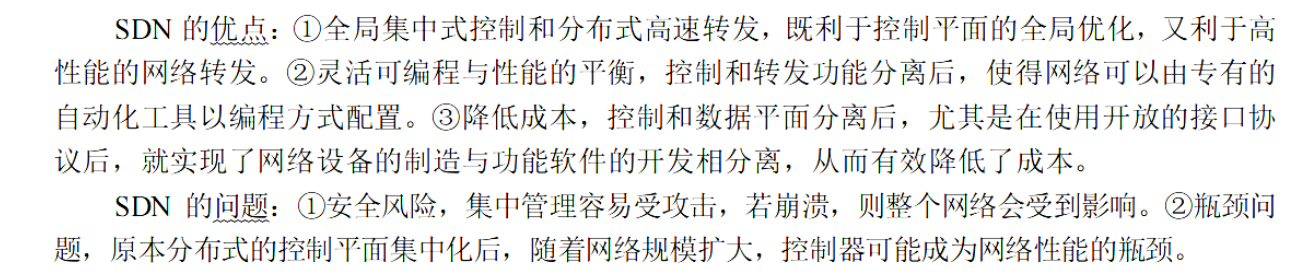 SDN 的优点：①全局集中式控制和分布式高速转发，既利于控制平面的全局优化，又利于高
性能的网络转发。②灵活可编程与性能的平衡，控制和转发功能分离后，使得网络可以由专有的
自动化工具以编程方式配置。③降低成本，控制和数据平面分离后，尤其是在使用开放的接口协
议后，就实现了网络设备的制造与功能软件的开发相分离，从而有效降低了成本。
SDN 的问题：①安全风险，集中管理容易受攻击，若崩溃，则整个网络会受到影响。②瓶颈问
题，原本分布式的控制平面集中化后，随着网络规模扩大，控制器可能成为网络性能的瓶颈。